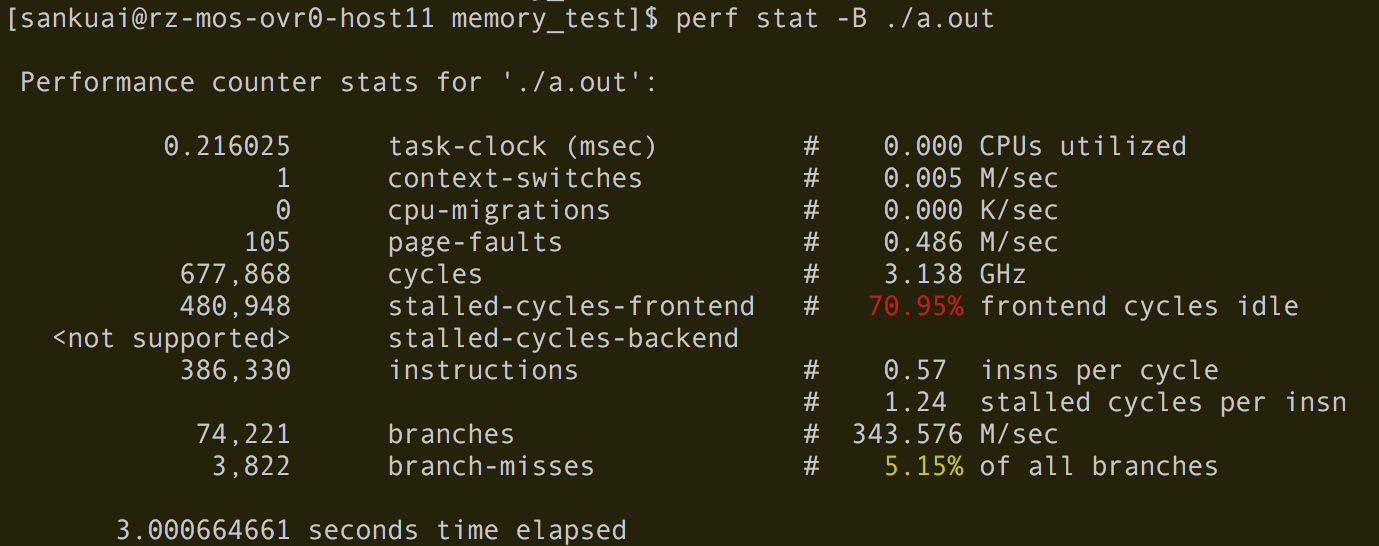 [sankuai@rz-mos-ovr0-host11 memory_test]$ perf stat -B ./a.out
Performance counter stats for './a.out':
0.216025 task-clock (msec) # 0.000 CPUs utilized
1 context-switches # 0.005 M/sec
0 cpu-migrations # 0.000 K/sec
105 page-faults # 0.486 M/sec
677,868 cycles # 3.138 GHz
480,948 stalled-cycles-frontend # 70.95% frontend cycles idle
<not supported> stalled-cycles-backend
386,330 instructions # 0.57 insns per cycle
# 1.24 stalled cycles per insn
74,221 branches # 343.576 M/sec
3,822 branch-misses # 5.15% of all branches
3.000664661 seconds time elapsed